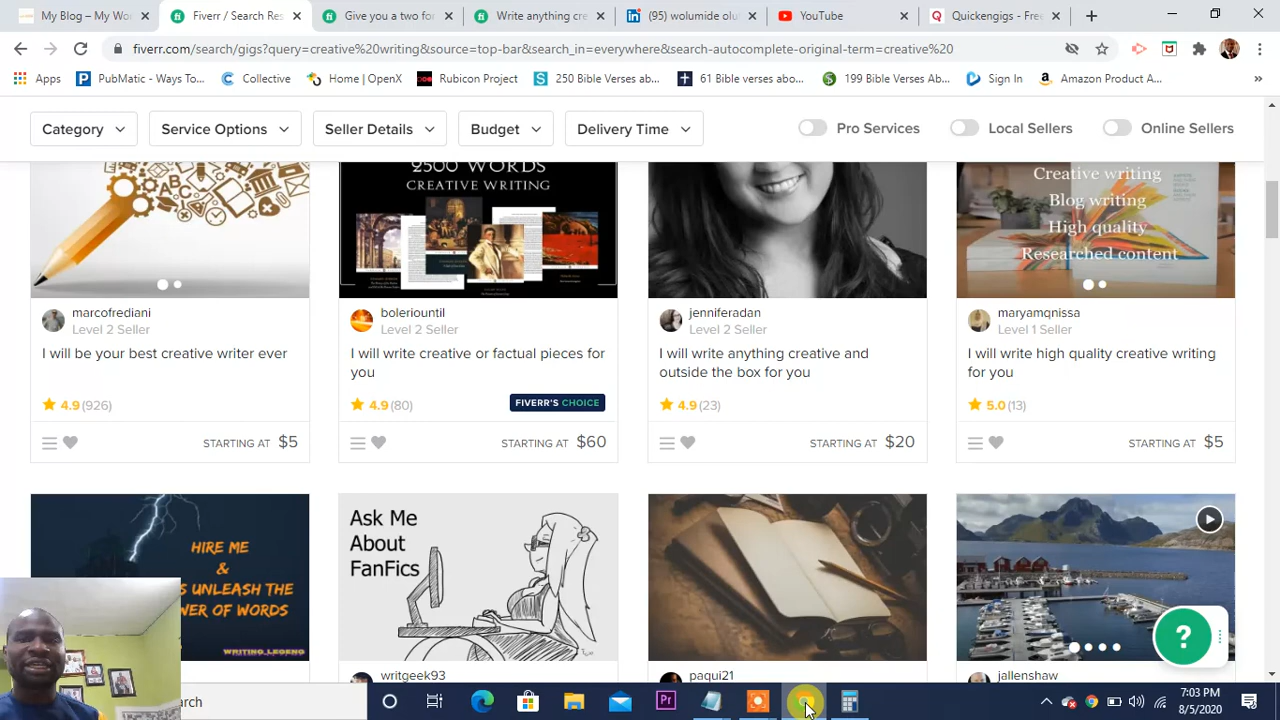 My Blog – My Wo
Fiverr / Search Res
Give you a two for
Write anything cre
(95) wolumide oluf
YouTube
Quickengigs - Free
fiverr.com/search/gigs?query=creative%20writing&source=top-bar&search_in=everywhere&search-autocomplete-original-term=creative%20
Apps
PubMatic - Ways To...
Collective
Home | OpenX
Rubicon Project
250 Bible Verses ab...
61 Bible verses abo...
199 Bible Verses Ab...
Sign In
Amazon Product A...
Category
Service Options
Seller Details
Budget
Delivery Time
Pro Services
Local Sellers
Online Sellers
2500 WORDS
CREATIVE WRITING
Creative writing
Blog writing
High quality
Researched content
marcofrediani
Level 2 Seller
I will be your best creative writer ever
4.9 (926)
STARTING AT $5
boleriountil
Level 2 Seller
I will write creative or factual pieces for
you
4.9 (80)
FIVERR'S CHOICE
STARTING AT $60
jenniferadan
Level 2 Seller
I will write anything creative and
outside the box for you
4.9 (23)
STARTING AT $20
maryamqnissa
Level 1 Seller
I will write high quality creative writing
for you
5.0 (13)
STARTING AT $5
HIRE ME
&
S UNLEASH THE
WER OF WORDS
WRITING LEGEND
Ask Me
About
FanFics
writgeek93
paqui21
jallenshaw
?
rch
Pr
7:03 PM
8/5/2020